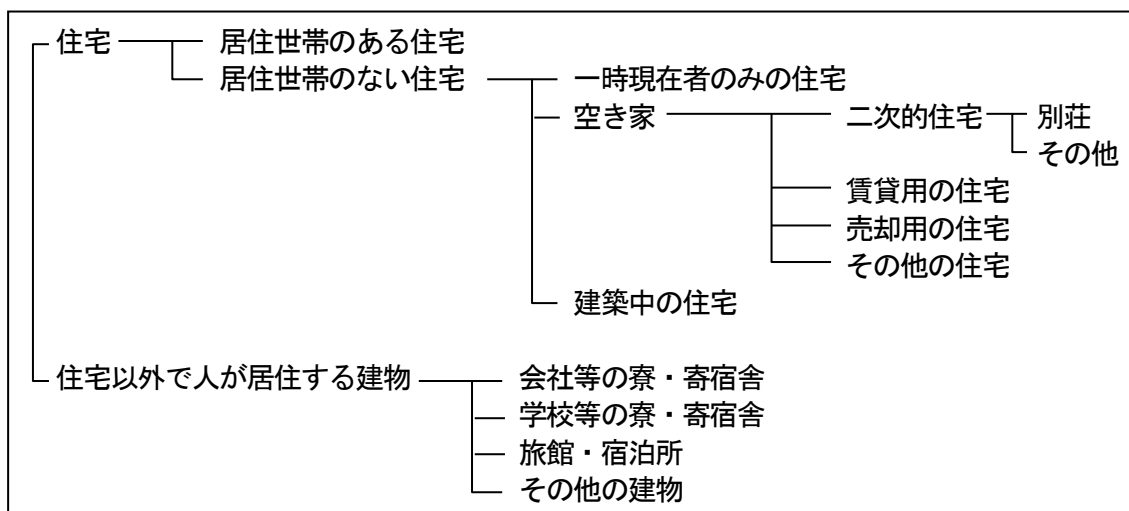 住宅 居住世帯のある住宅
居住世帯のない住宅 一時現在者のみの住宅
空き家 二次的住宅 別荘
その他
賃貸用の住宅
売却用の住宅
その他の住宅
建築中の住宅
住宅以外で人が居住する建物 会社等の寮・寄宿舎
学校等の寮・寄宿舎
旅館・宿泊所
その他の建物